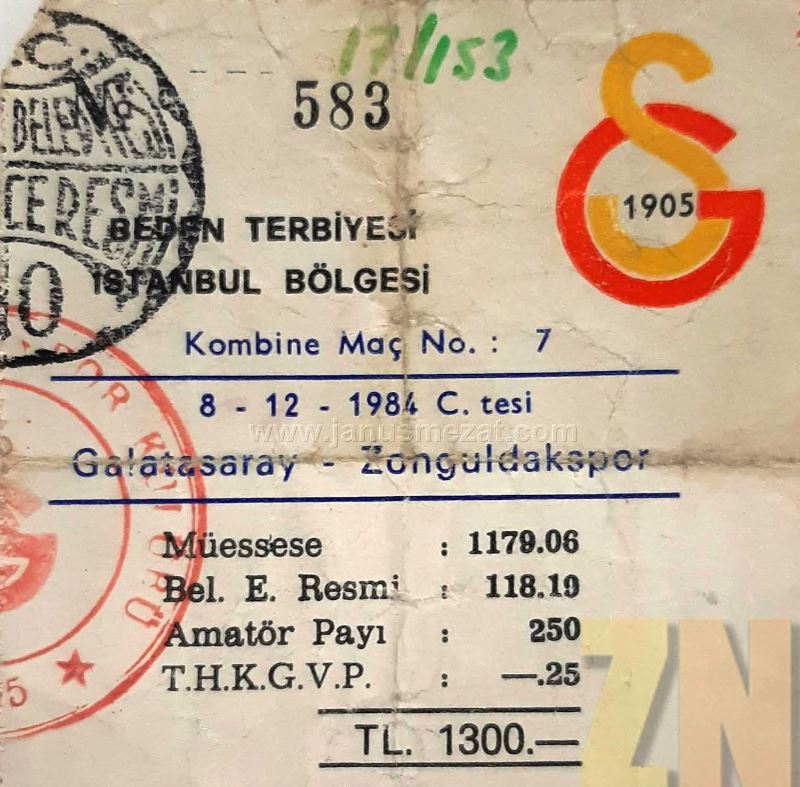 17/153
583
1905
BEDEN TERBİYESİ
İSTANBUL BÖLGESİ
Kombine Maç No. : 7
8 - 12 - 1984 C. tesi
www.janusmezat.com
Galatasaray - Zonguldakspor
Müessese : 1179.06
Bel. E. Resmi : 118.19
Amatör Payı : 250
T.H.K.G.V.P. : —.25
TL. 1300.—
ZN